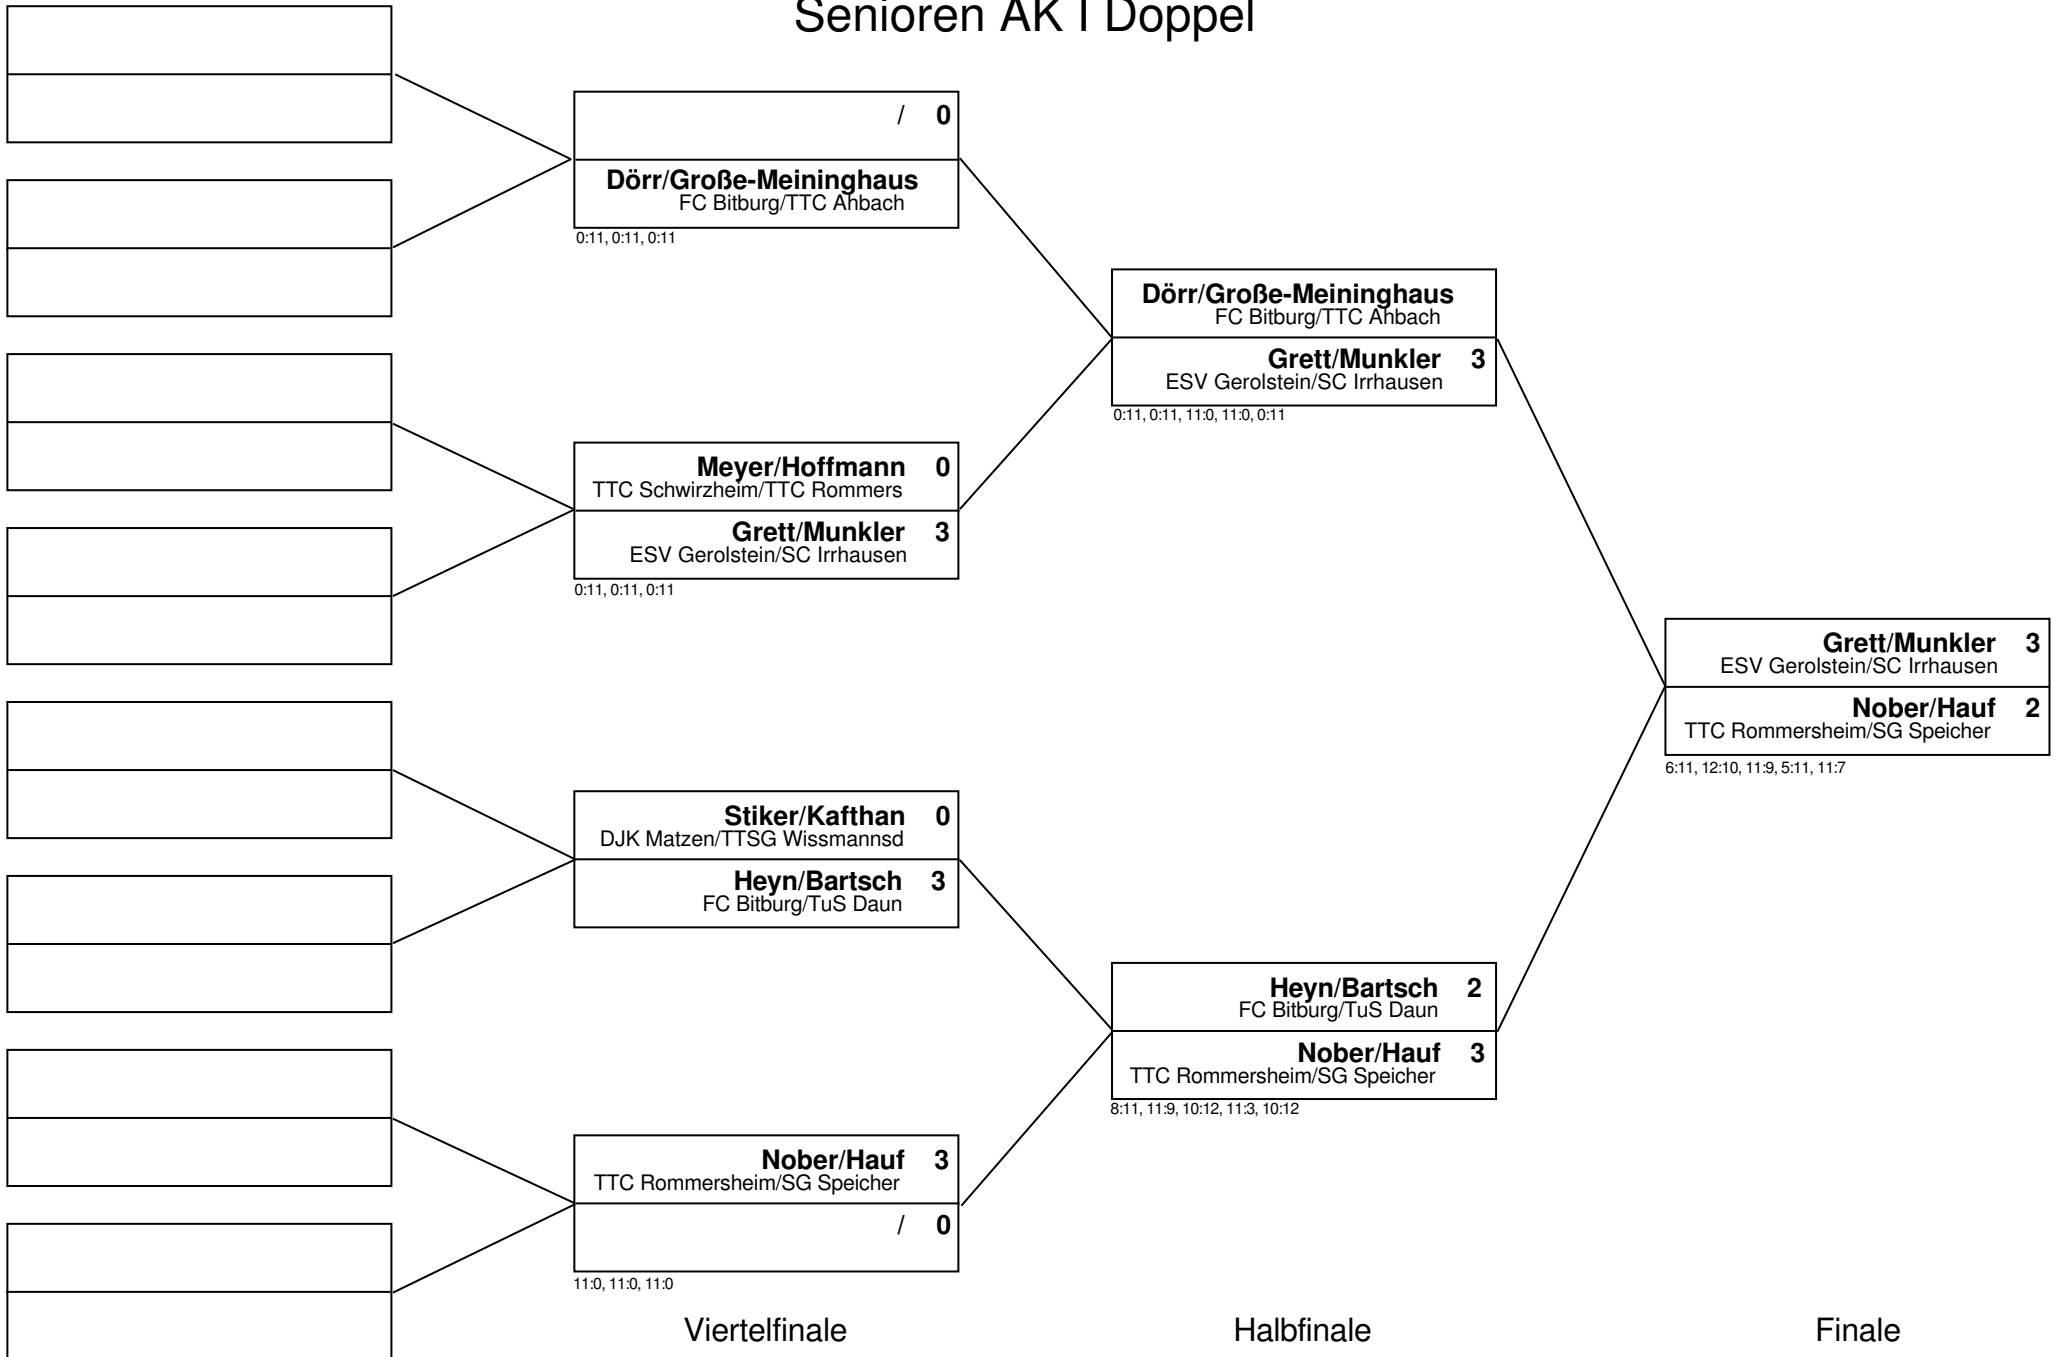 Senioren AK I Doppel
/ 0
Dörr/Große-Meininghaus
FC Bitburg/TTC Ahbach
0:11, 0:11, 0:11
Meyer/Hoffmann 0
TTC Schwirzheim/TTC Rommers
Grett/Munkler 3
ESV Gerolstein/SC Irrhausen
0:11, 0:11, 0:11
Stiker/Kafthan 0
DJK Matzen/TTSG Wissmannsd
Heyn/Bartsch 3
FC Bitburg/TuS Daun
Nober/Hauf 3
TTC Rommersheim/SG Speicher
/ 0
11:0, 11:0, 11:0
Viertelfinale
Dörr/Große-Meininghaus
FC Bitburg/TTC Ahbach
Grett/Munkler 3
ESV Gerolstein/SC Irrhausen
0:11, 0:11, 11:0, 11:0, 0:11
Heyn/Bartsch 2
FC Bitburg/TuS Daun
Nober/Hauf 3
TTC Rommersheim/SG Speicher
8:11, 11:9, 10:12, 11:3, 10:12
Halbfinale
Grett/Munkler 3
ESV Gerolstein/SC Irrhausen
Nober/Hauf 2
TTC Rommersheim/SG Speicher
6:11, 12:10, 11:9, 5:11, 11:7
Finale